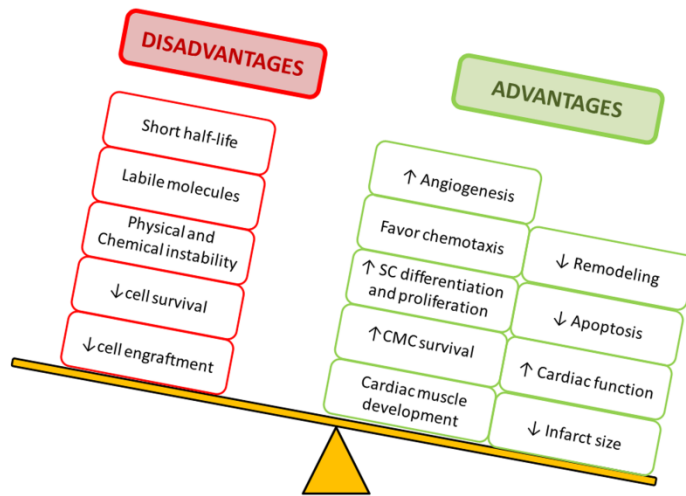 DISADVANTAGES
Short half-life
Labile molecules
Physical and
Chemical instability
↓cell survival
↓cell engraftment
ADVANTAGES
↑ Angiogenesis
Favor chemotaxis
↑ SC differentiation
and proliferation
↑CMC survival
Cardiac muscle
development
↓ Remodeling
↓ Apoptosis
↑ Cardiac function
↓ Infarct size